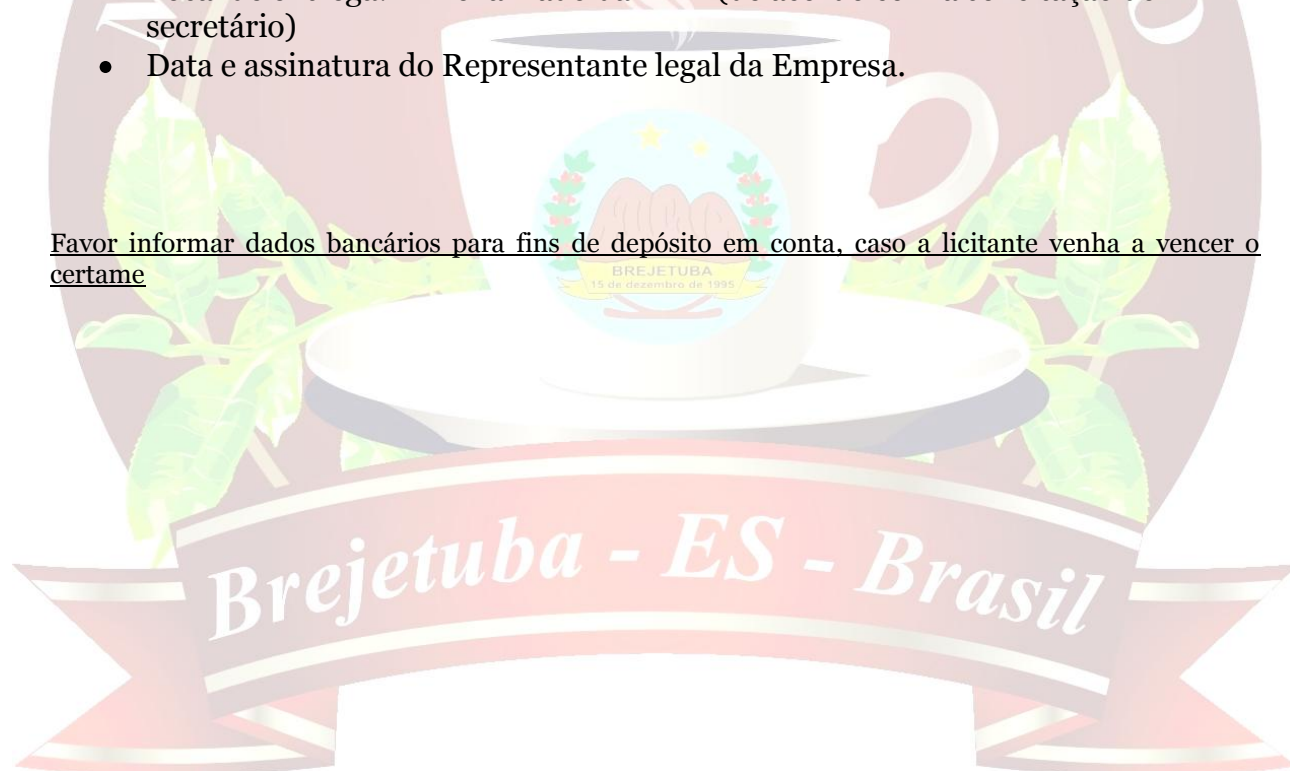 secretário)
• Data e assinatura do Representante legal da Empresa.
Favor informar dados bancários para fins de depósito em conta, caso a licitante venha a vencer o
certame
BREJETUBA
15 de dezembro de 1995
Brejetuba - ES - Brasil